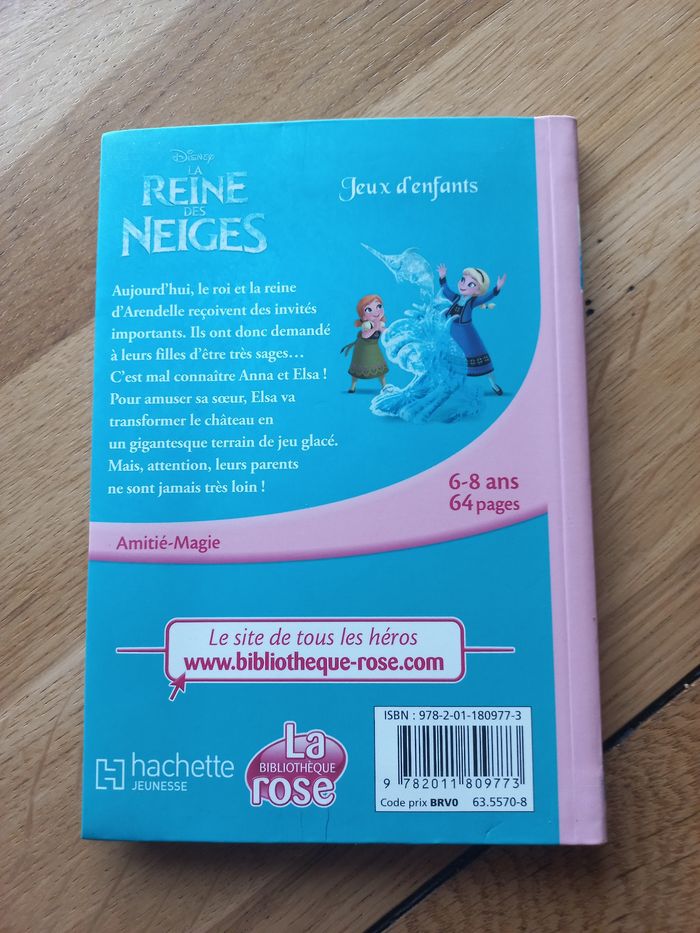 Disney
LA
REINE
DES
NEIGES
Jeux d'enfants
Aujourd'hui, le roi et la reine
d'Arendelle reçoivent des invités
importants. Ils ont donc demandé
à leurs filles d'être très sages…
C'est mal connaître Anna et Elsa !
Pour amuser sa sœur, Elsa va
transformer le château en
un gigantesque terrain de jeu glacé.
Mais, attention, leurs parents
ne sont jamais très loin !
6-8 ans
64 pages
Amitié-Magie
Le site de tous les héros
www.bibliotheque-rose.com
hachette
JEUNESSE
La
BIBLIOTHÈQUE
rose
ISBN : 978-2-01-180977-3
9 782011 809773
Code prix BRV0 63.5570-8